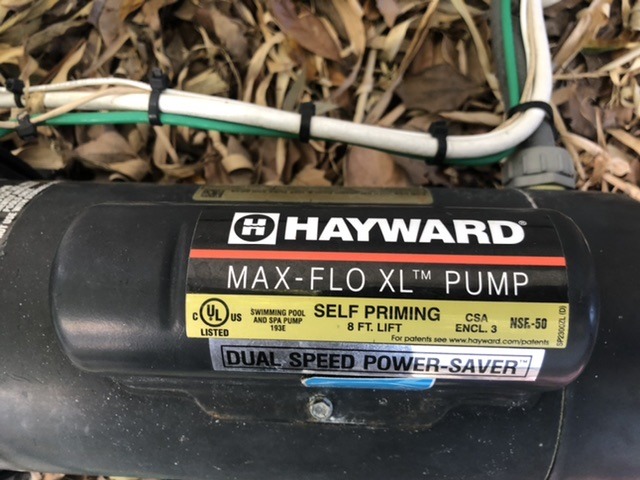 HAYWARD®
MAX-FLO XL™ PUMP
C UL US
LISTED
SWIMMING POOL
AND SPA PUMP
193E
SELF PRIMING
8 FT. LIFT
CSA
ENCL. 3
NSF-50
For patents see www.hayward.com/patents
DUAL SPEED POWER-SAVER™